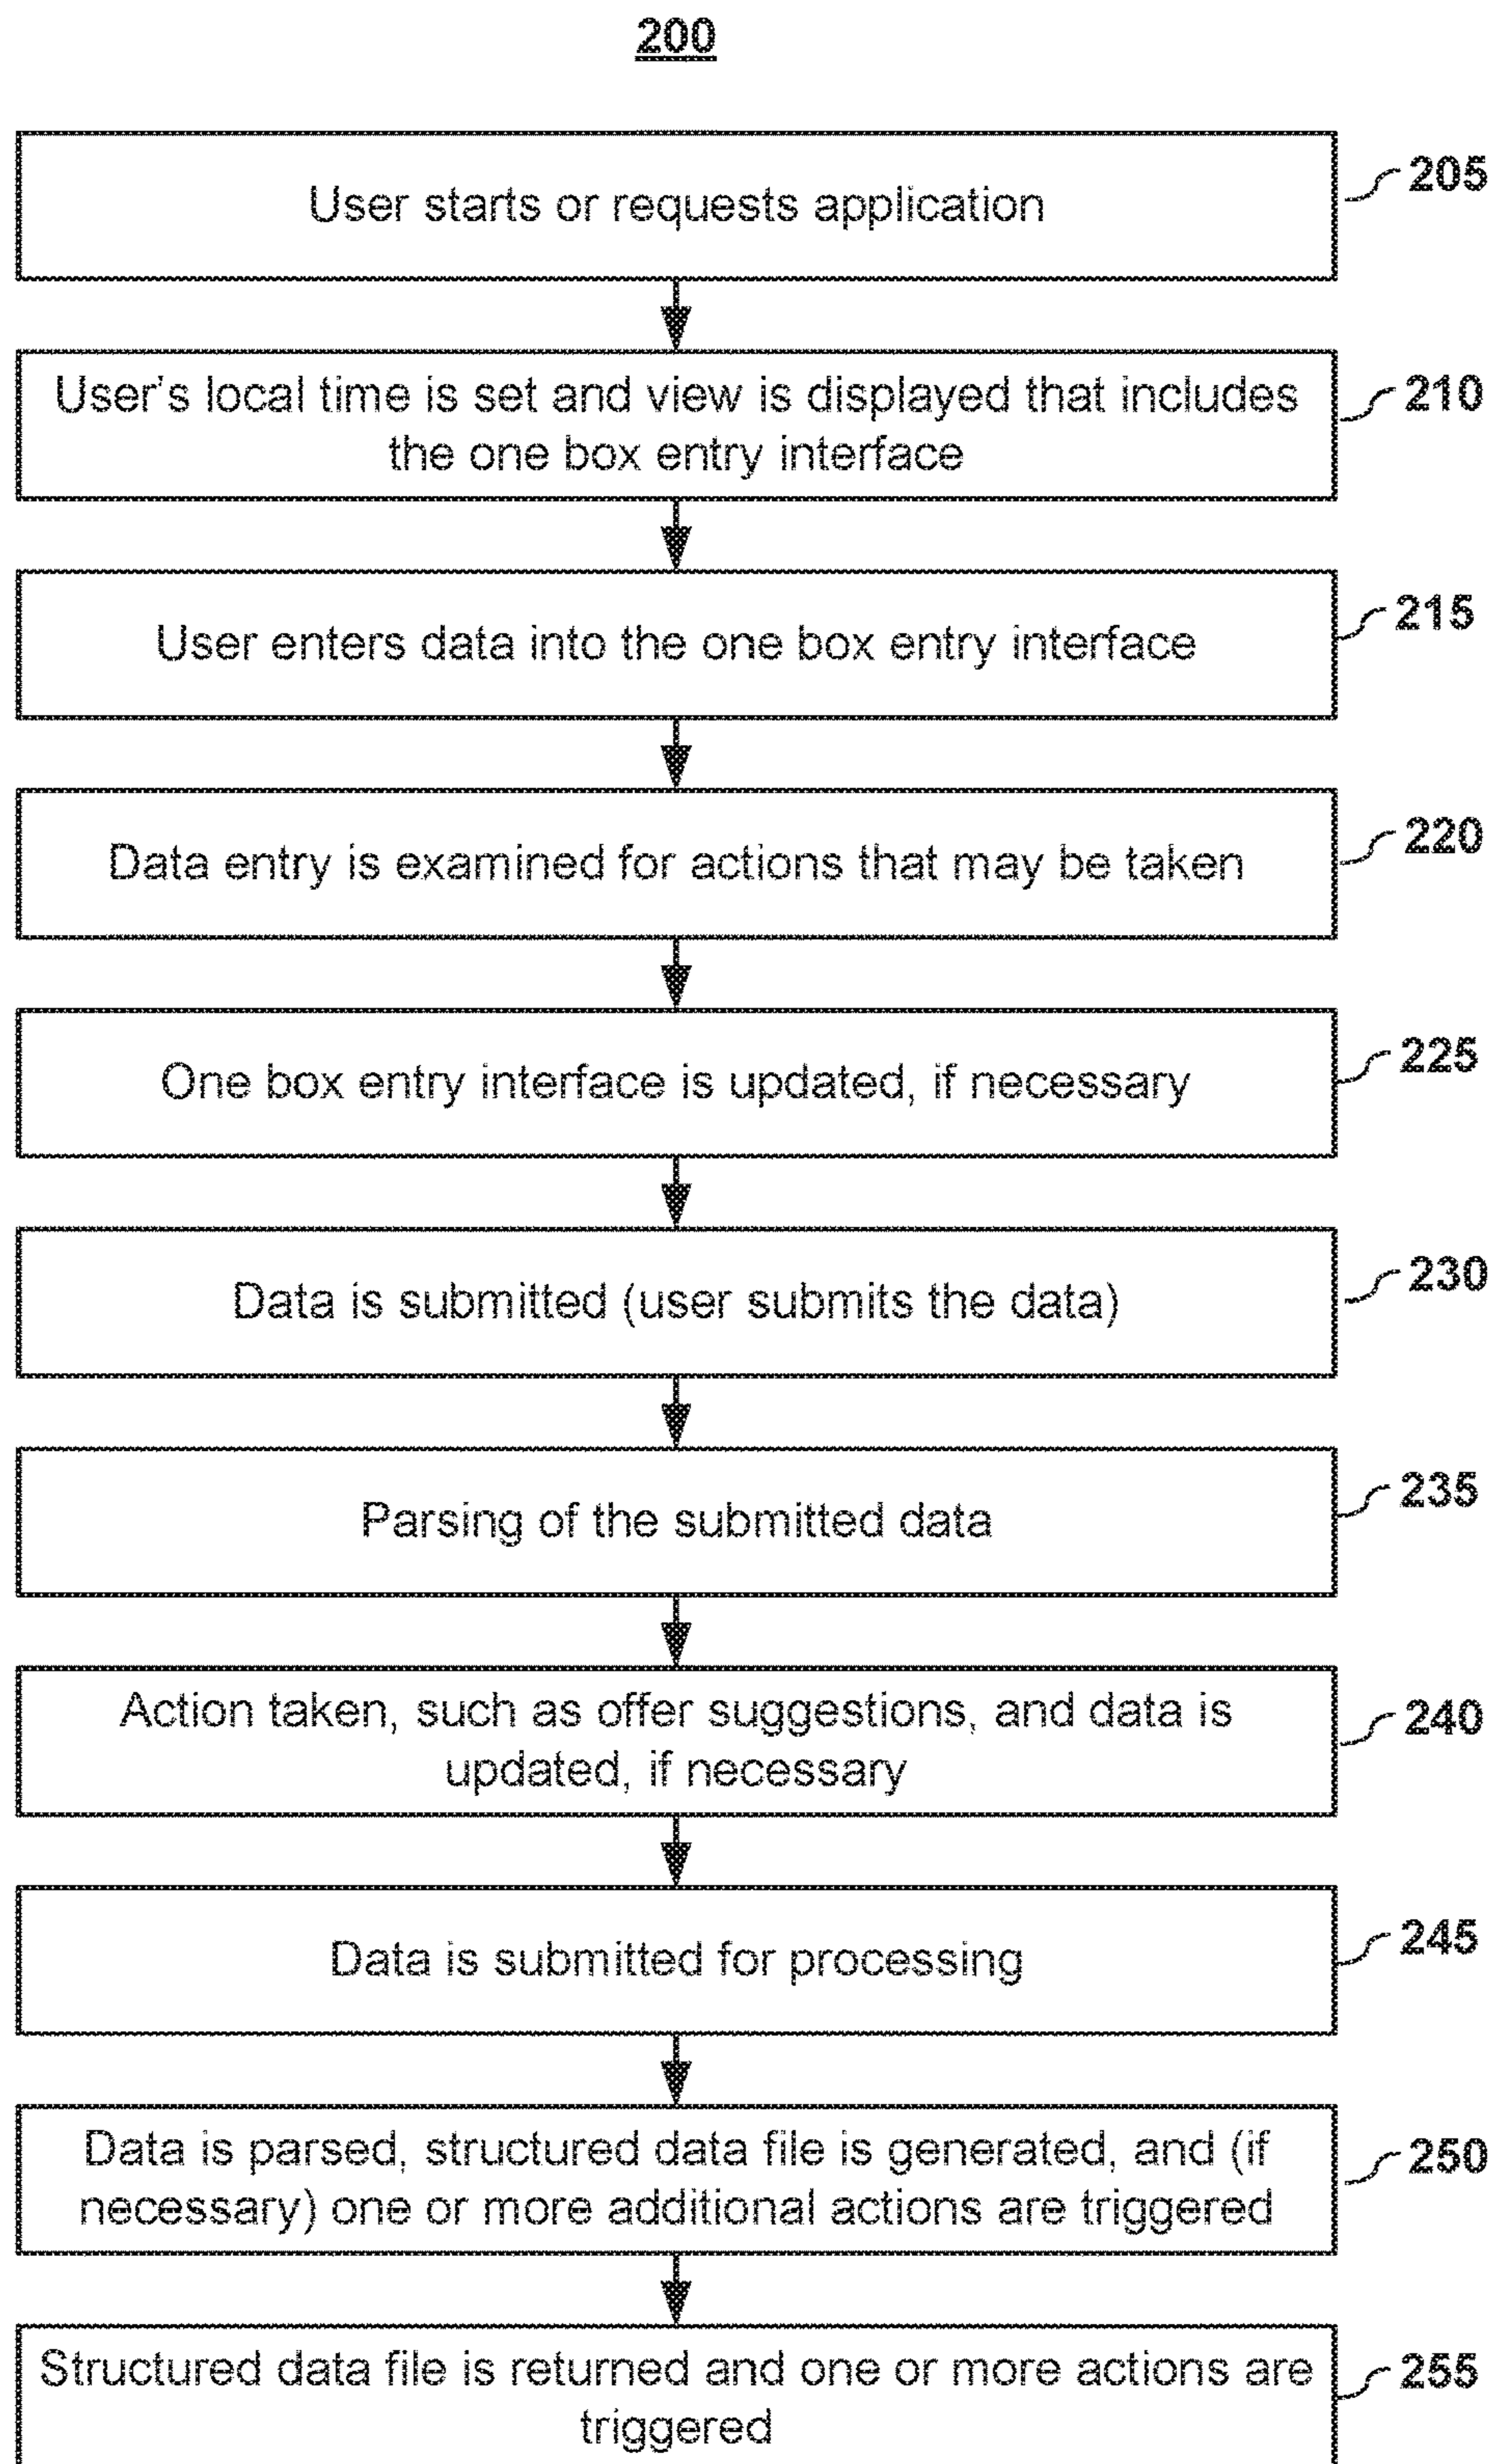 200
User starts or requests application
205
User's local time is set and view is displayed that includes
the one box entry interface
210
User enters data into the one box entry interface
215
Data entry is examined for actions that may be taken
220
One box entry interface is updated, if necessary
225
Data is submitted (user submits the data)
230
Parsing of the submitted data
235
Action taken, such as offer suggestions, and data is
updated, if necessary
240
Data is submitted for processing
245
Data is parsed, structured data file is generated, and (if
necessary) one or more additional actions are triggered
250
Structured data file is returned and one or more actions are
triggered
255